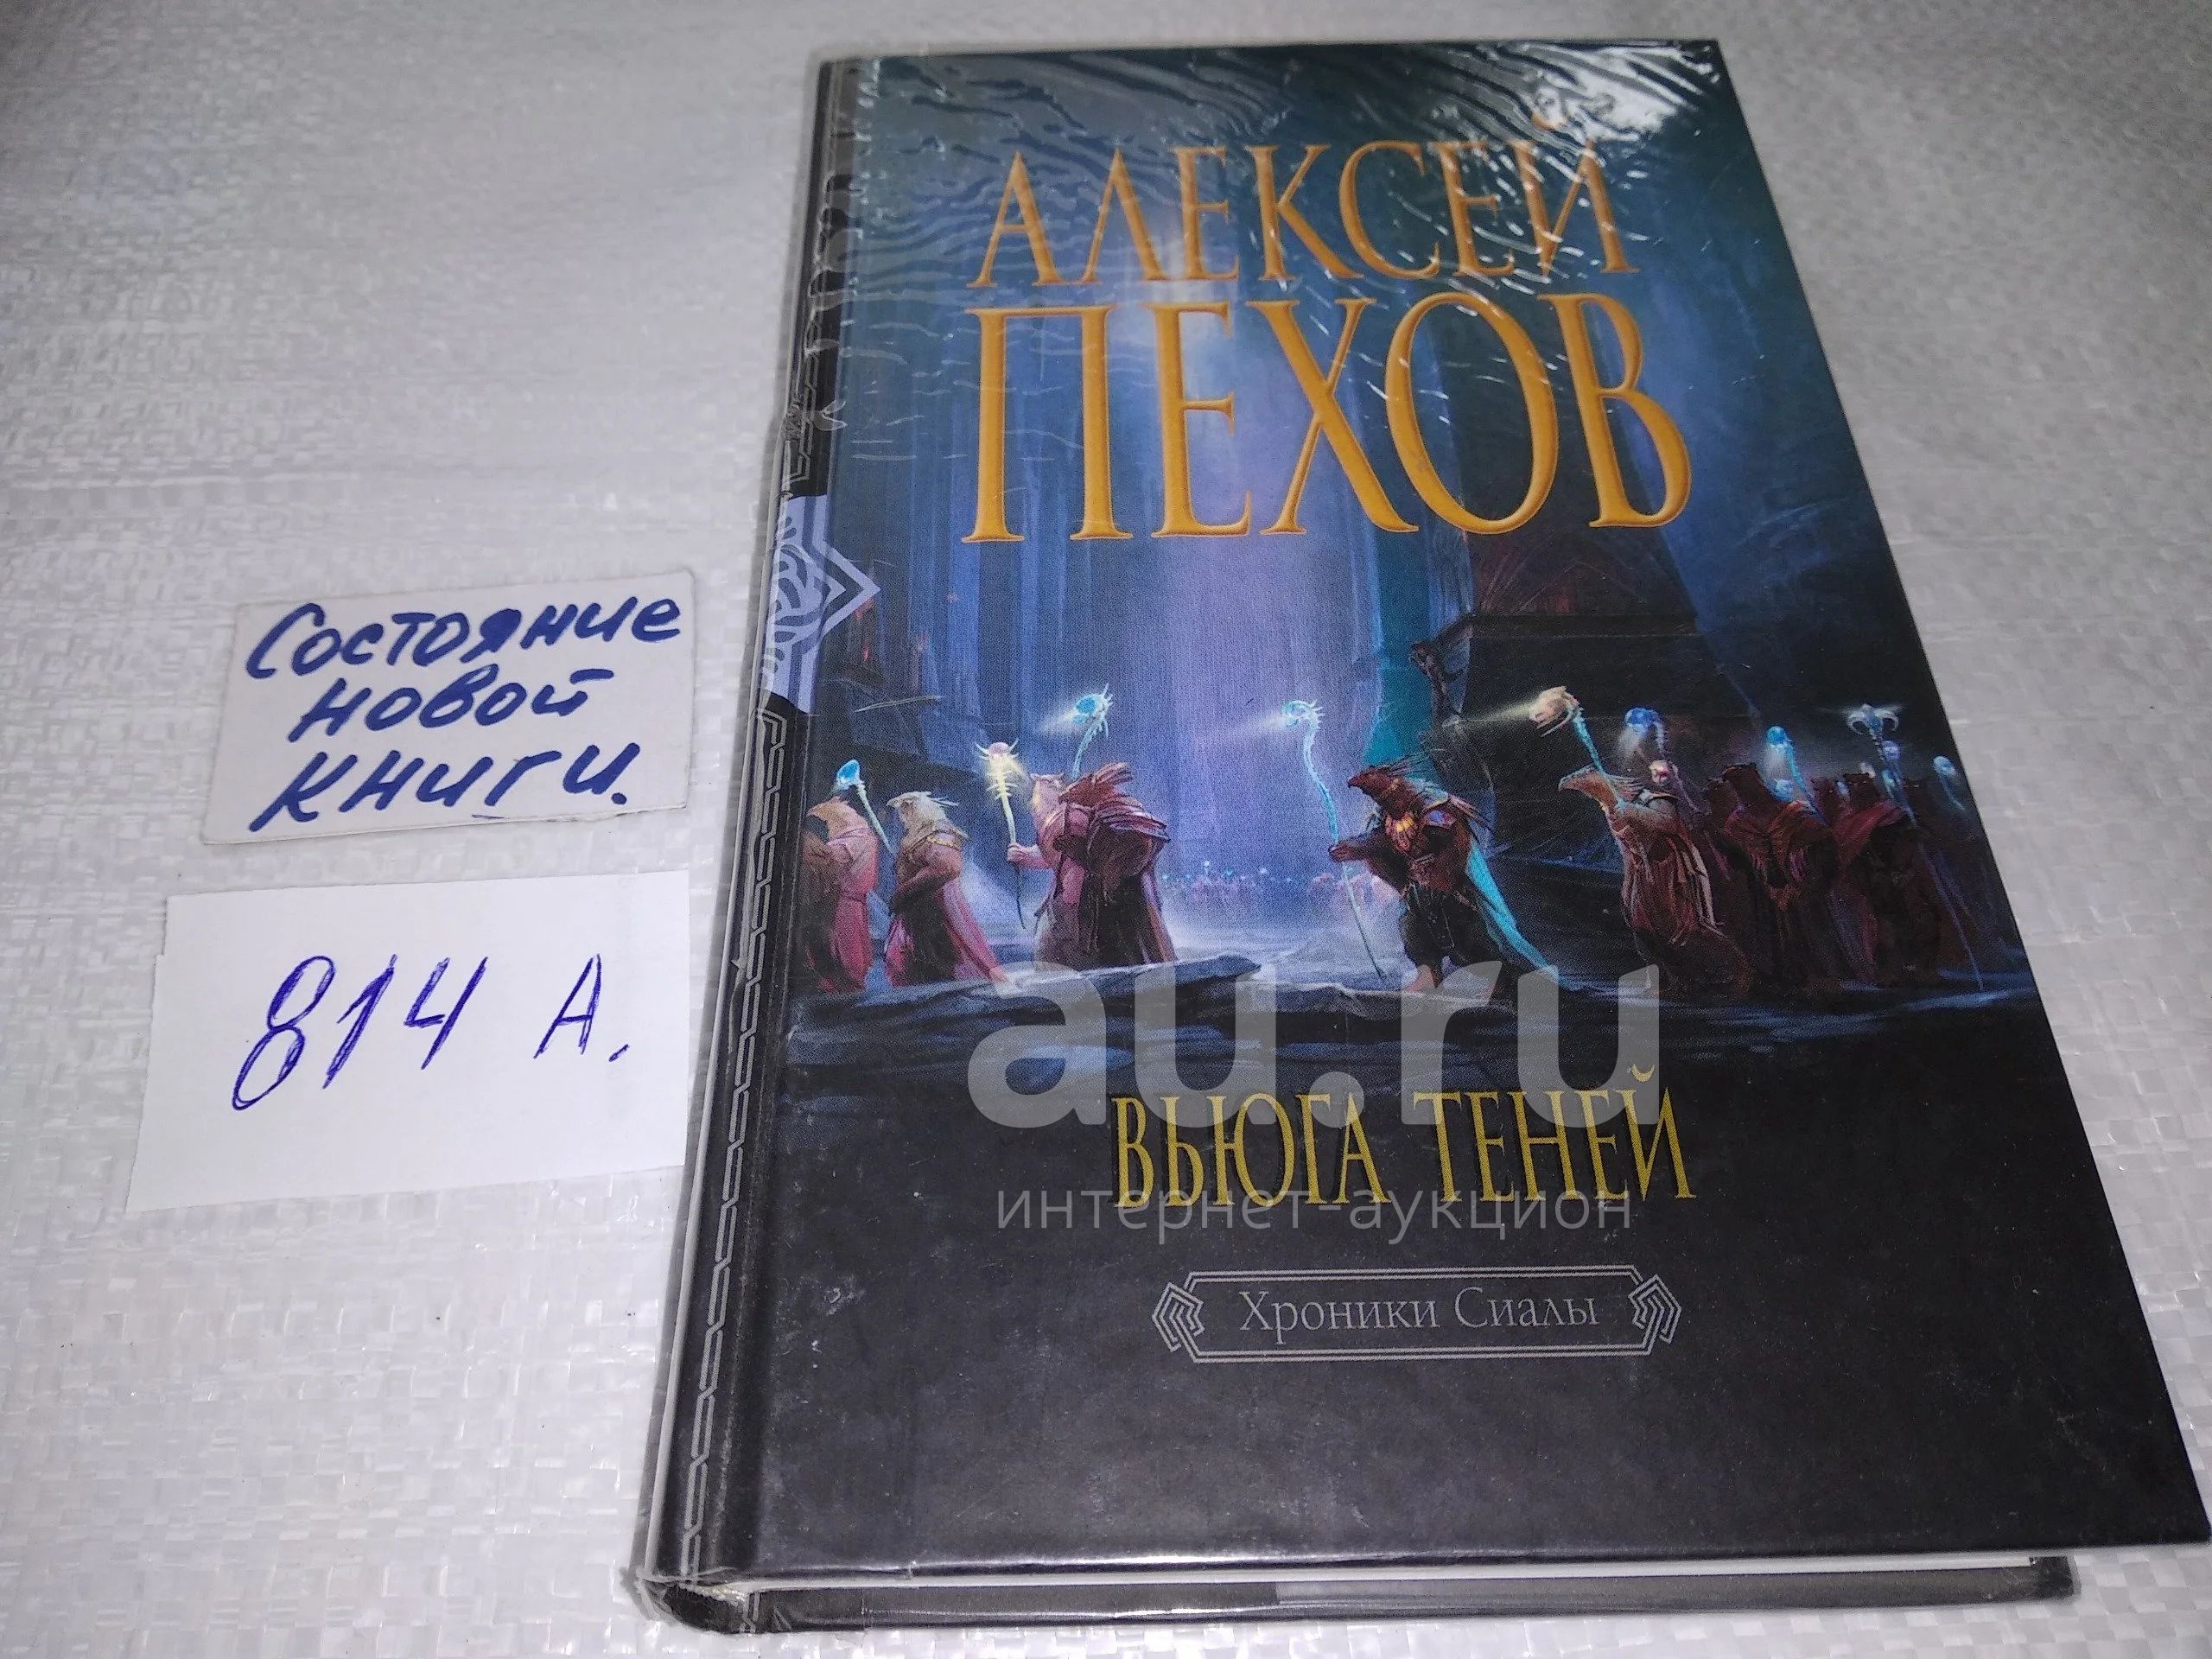 АЛЕКСЕЙ
ПЕХОВ
Состояние
новой
книги.
814 А.
au.ru
ВЬЮГА ТЕНЕЙ
интернет-аукцион
Хроники Сиалы